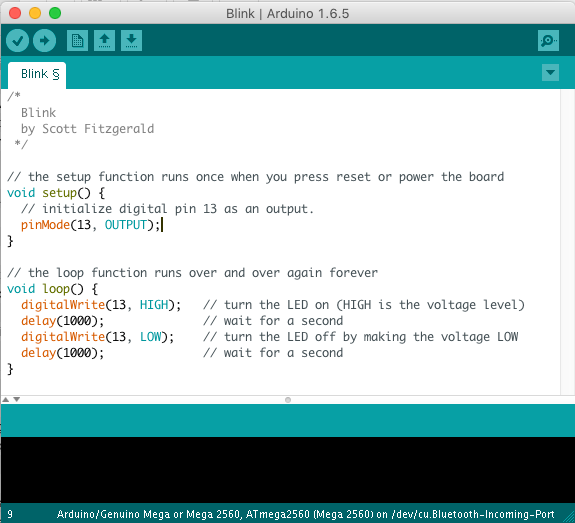 Blink | Arduino 1.6.5
Blink §
/*
  Blink
  by Scott Fitzgerald
 */

// the setup function runs once when you press reset or power the board
void setup() {
  // initialize digital pin 13 as an output.
  pinMode(13, OUTPUT);
}

// the loop function runs over and over again forever
void loop() {
  digitalWrite(13, HIGH);   // turn the LED on (HIGH is the voltage level)
  delay(1000);              // wait for a second
  digitalWrite(13, LOW);    // turn the LED off by making the voltage LOW
  delay(1000);              // wait for a second
}
9 Arduino/Genuino Mega or Mega 2560, ATmega2560 (Mega 2560) on /dev/cu.Bluetooth-Incoming-Port